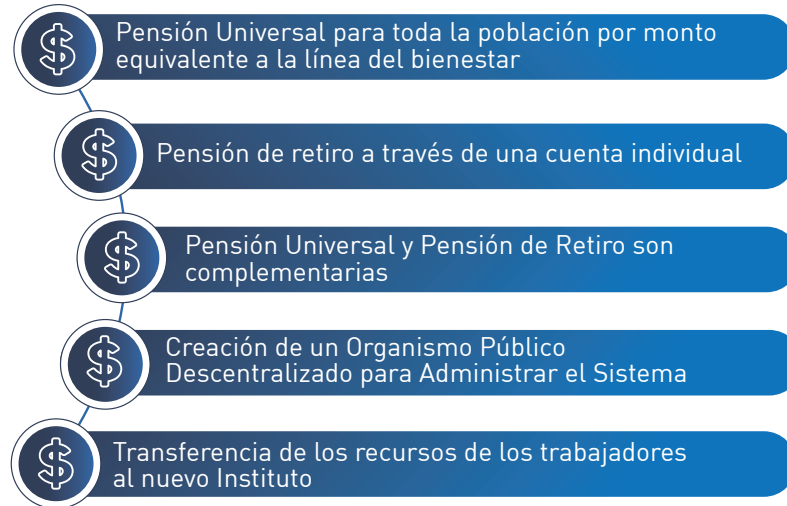 Pensión Universal para toda la población por monto
equivalente a la línea del bienestar
Pensión de retiro a través de una cuenta individual
Pensión Universal y Pensión de Retiro son
complementarias
Creación de un Organismo Público
Descentralizado para Administrar el Sistema
Transferencia de los recursos de los trabajadores
al nuevo Instituto